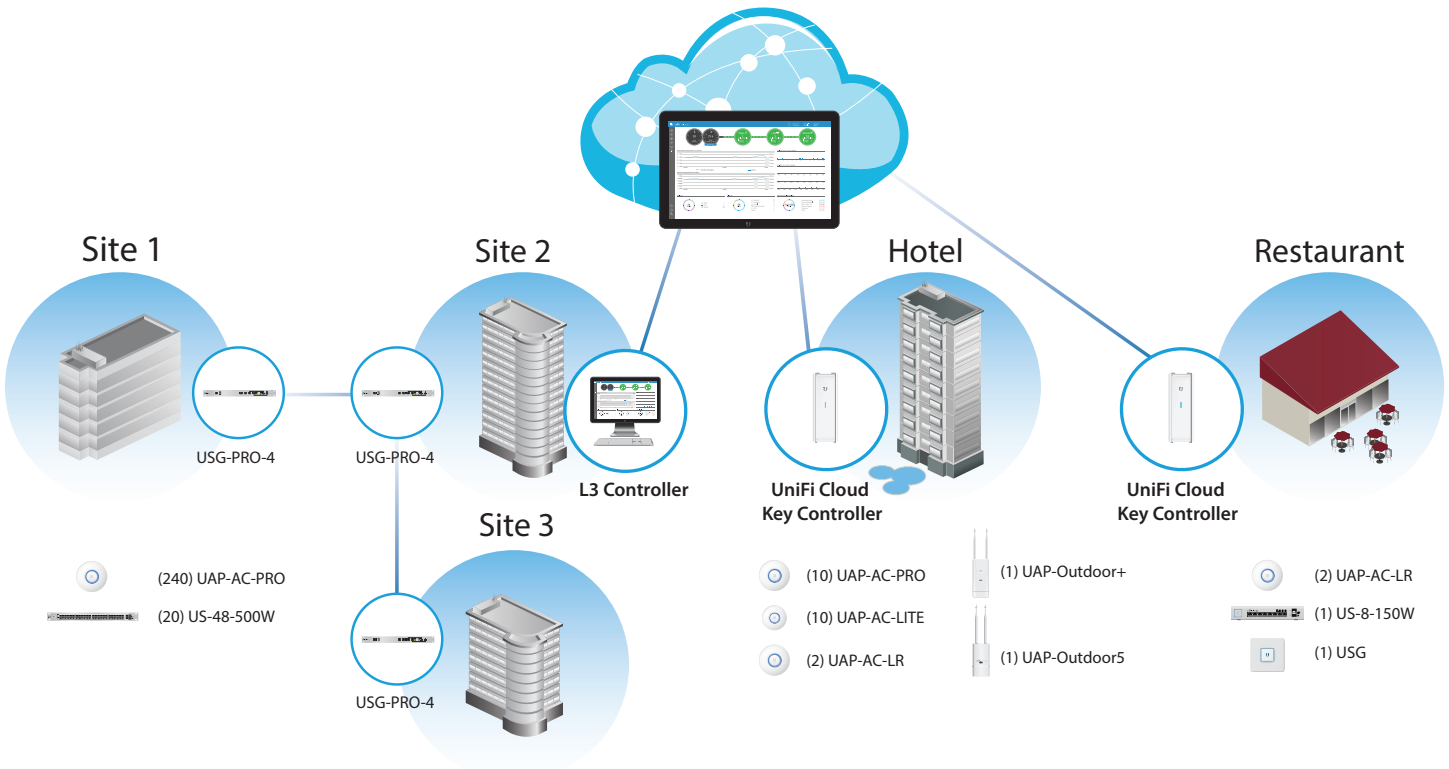 Site 1
Site 2
Hotel
Restaurant
USG-PRO-4
USG-PRO-4
L3 Controller
UniFi Cloud
Key Controller
UniFi Cloud
Key Controller
Site 3
USG-PRO-4
(240) UAP-AC-PRO
(20) US-48-500W
(10) UAP-AC-PRO
(10) UAP-AC-LITE
(2) UAP-AC-LR
(1) UAP-Outdoor+
(1) UAP-Outdoor5
(2) UAP-AC-LR
(1) US-8-150W
(1) USG